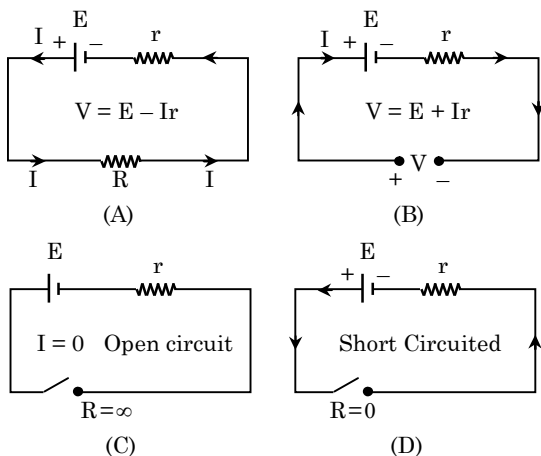 E
I + – r
V = E – Ir
I R I
(A)
E
I + – r
V = E + Ir
+ V –
(B)
E
r
I = 0 Open circuit
R=∞
(C)
E
+ – r
Short Circuited
R=0
(D)